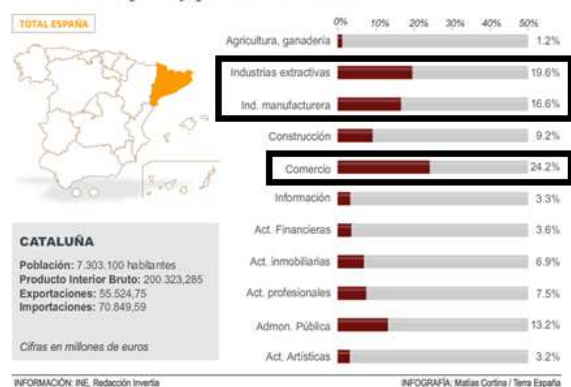 TOTAL ESPAÑA
0% 10% 20% 30% 40% 50%
Agricultura, ganadería 1.2%
Industrias extractivas 19.6%
Ind. manufacturera 16.6%
Construcción 9.2%
Comercio 24.2%
Información 3.3%
Act. Financieras 3.6%
Act. inmobiliarias 6.9%
Act. profesionales 7.5%
Admon. Pública 13.2%
Act. Artísticas 3.2%
CATALUÑA
Población: 7.303.100 habitantes
Producto Interior Bruto: 200.323,285
Exportaciones: 55.524,75
Importaciones: 70.849,59
Cifras en millones de euros
INFORMACIÓN: INE, Redacción Invertia
INFOGRAFÍA: Matías Cortina / Terra España